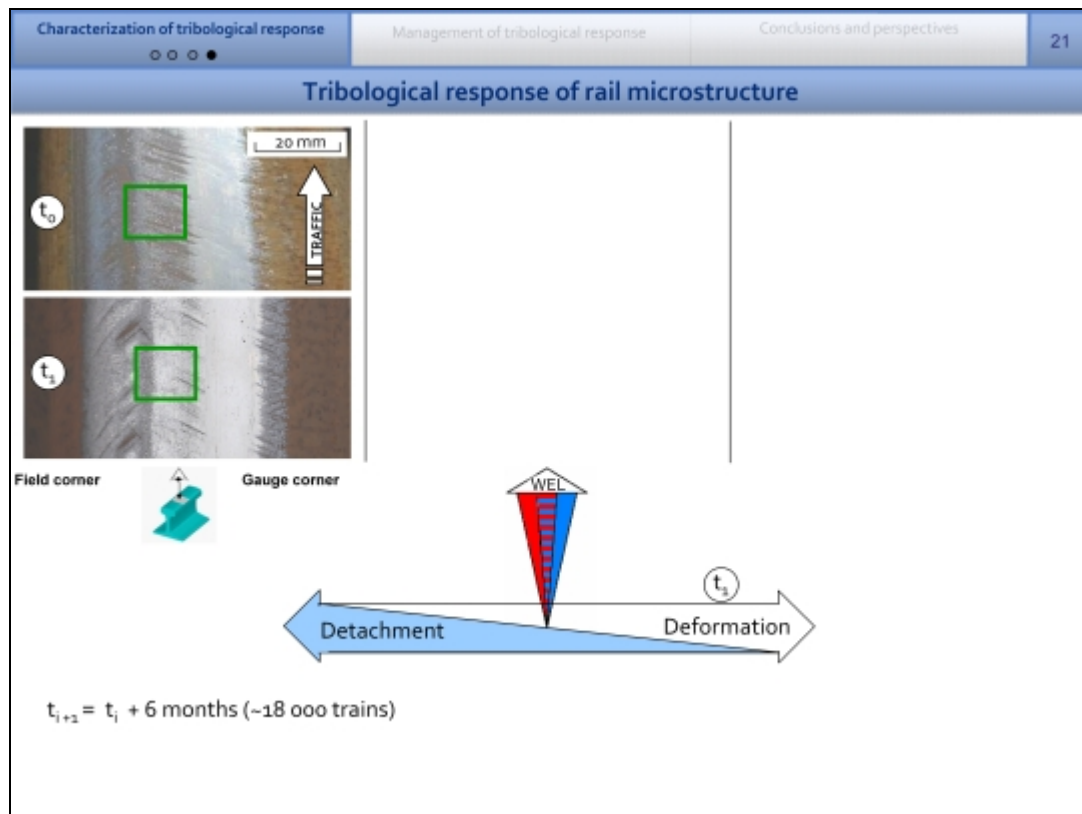 Characterization of tribological response
Management of tribological response
Conclusions and perspectives
21
Tribological response of rail microstructure
20 mm
t0
TRAFFIC
t1
Field corner
Gauge corner
WEL
t1
Detachment
Deformation
ti+1 = ti + 6 months (~18 000 trains)